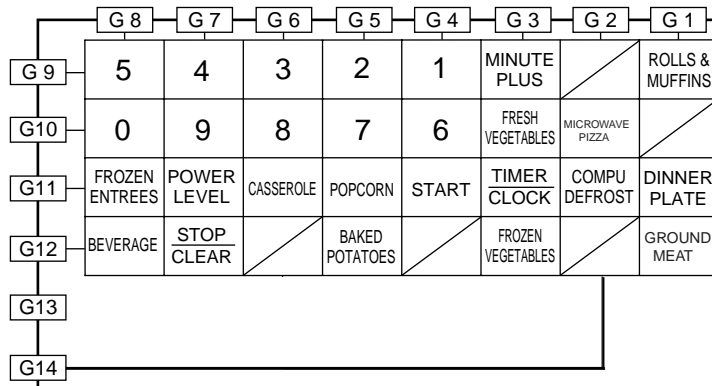 G 8 G 7 G 6 G 5 G 4 G 3 G 2 G 1
G 9 5 4 3 2 1 MINUTE PLUS ROLLS & MUFFINS
G10 0 9 8 7 6 FRESH VEGETABLES MICROWAVE PIZZA
G11 FROZEN ENTREES POWER LEVEL CASSEROLE POPCORN START TIMER CLOCK COMPU DEFROST DINNER PLATE
G12 BEVERAGE STOP CLEAR BAKED POTATOES FROZEN VEGETABLES GROUND MEAT
G13
G14